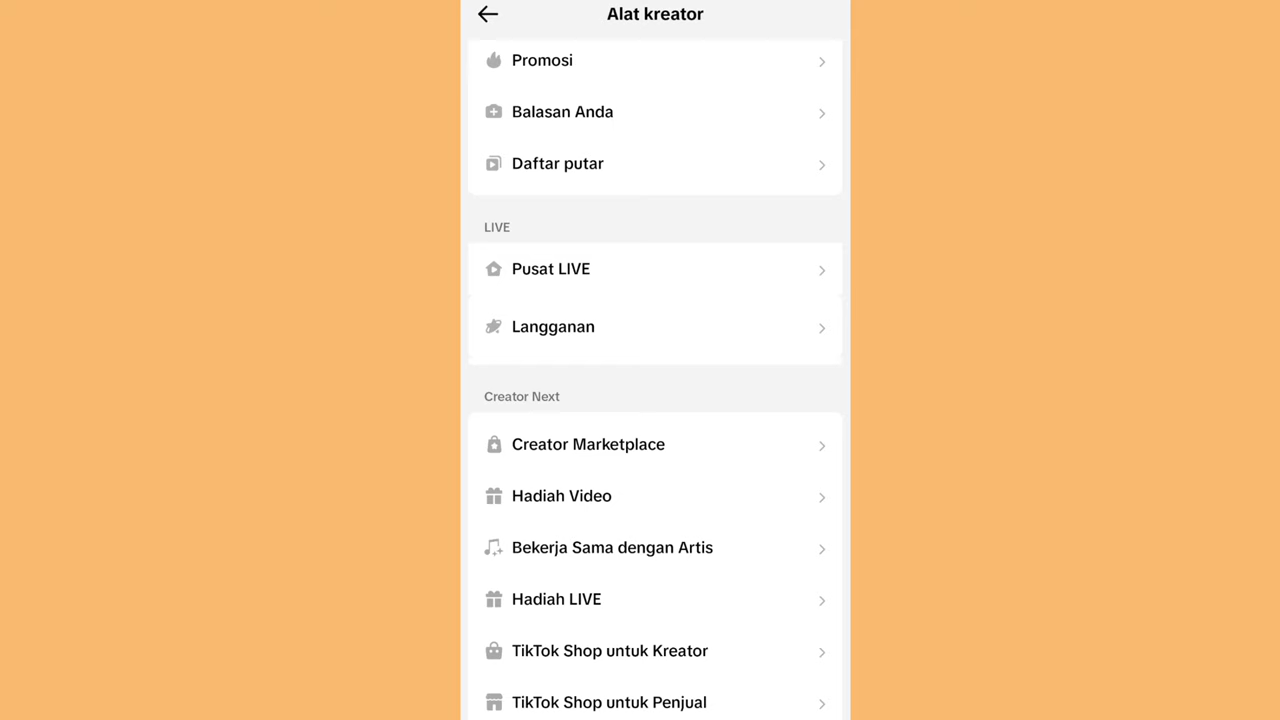 Alat kreator
Promosi
Balasan Anda
Daftar putar
LIVE
Pusat LIVE
Langganan
Creator Next
Creator Marketplace
Hadiah Video
Bekerja Sama dengan Artis
Hadiah LIVE
TikTok Shop untuk Kreator
TikTok Shop untuk Penjual